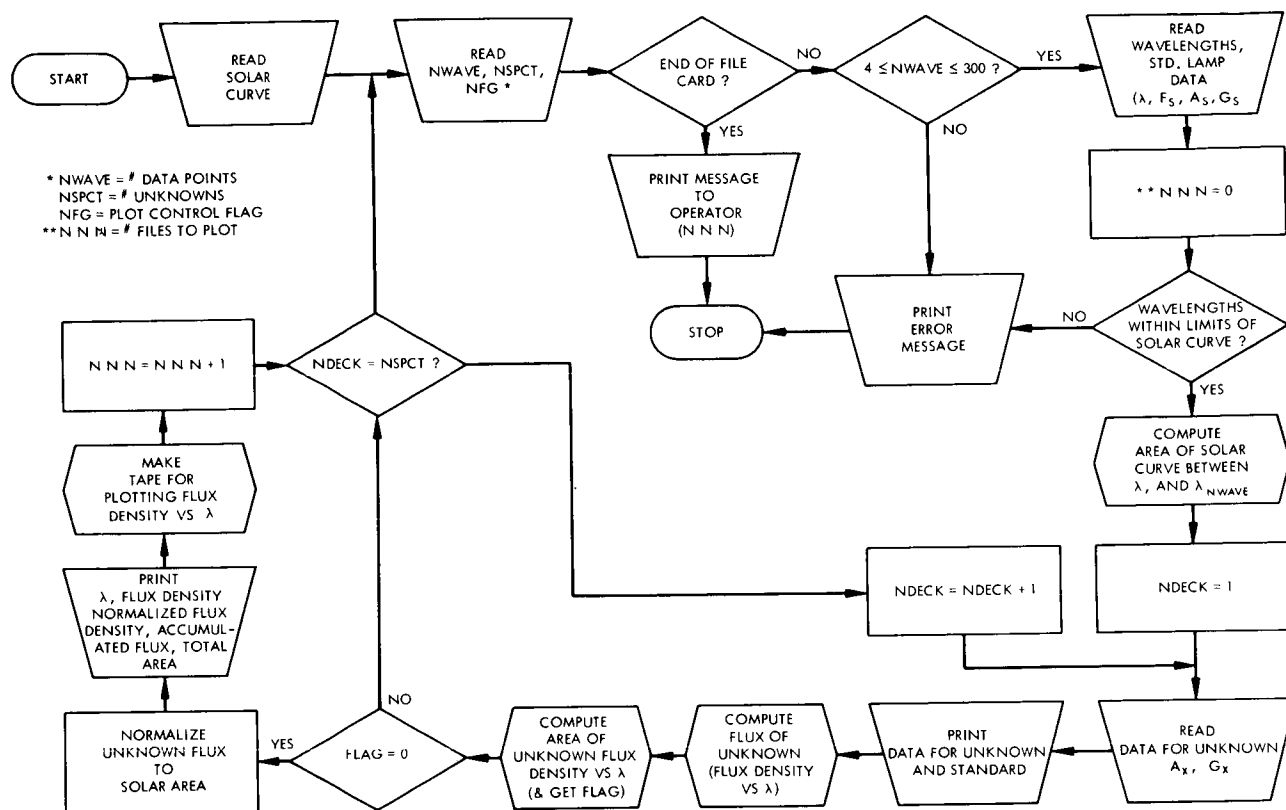 START
READ
SOLAR
CURVE
READ
NWAVE, NSPCT,
NFG *
END OF FILE
CARD ?
NO
4 ≤ NWAVE ≤ 300 ?
YES
READ
WAVELENGTHS,
STD. LAMP
DATA
(λ, F_S, A_S, G_S
YES
NO
PRINT MESSAGE
TO
OPERATOR
(N N N)
* * N N N = 0
* NWAVE = # DATA POINTS
NSPCT = # UNKNOWNS
NFG = PLOT CONTROL FLAG
**N N N = # FILES TO PLOT
STOP
PRINT
ERROR
MESSAGE
NO
WAVELENGTHS
WITHIN LIMITS OF
SOLAR CURVE ?
YES
N N N = N N N + 1
NDECK = NSPCT ?
COMPUTE
AREA OF SOLAR
CURVE BETWEEN
λ, AND λ_NWAVE
MAKE
TAPE FOR
PLOTTING FLUX
DENSITY VS λ
NDECK = NDECK + 1
NDECK = 1
PRINT
λ, FLUX DENSITY
NORMALIZED FLUX
DENSITY, ACCUMUL-
ATED FLUX, TOTAL
AREA
NO
NORMALIZE
UNKNOWN FLUX
TO
SOLAR AREA
YES
FLAG = 0
COMPUTE
AREA OF
UNKNOWN FLUX
DENSITY VS λ
(& GET FLAG)
COMPUTE
FLUX OF
UNKNOWN
(FLUX DENSITY
VS λ)
PRINT
DATA FOR UNKNOWN
AND STANDARD
READ
DATA FOR UNKNOWN
A_X, G_X